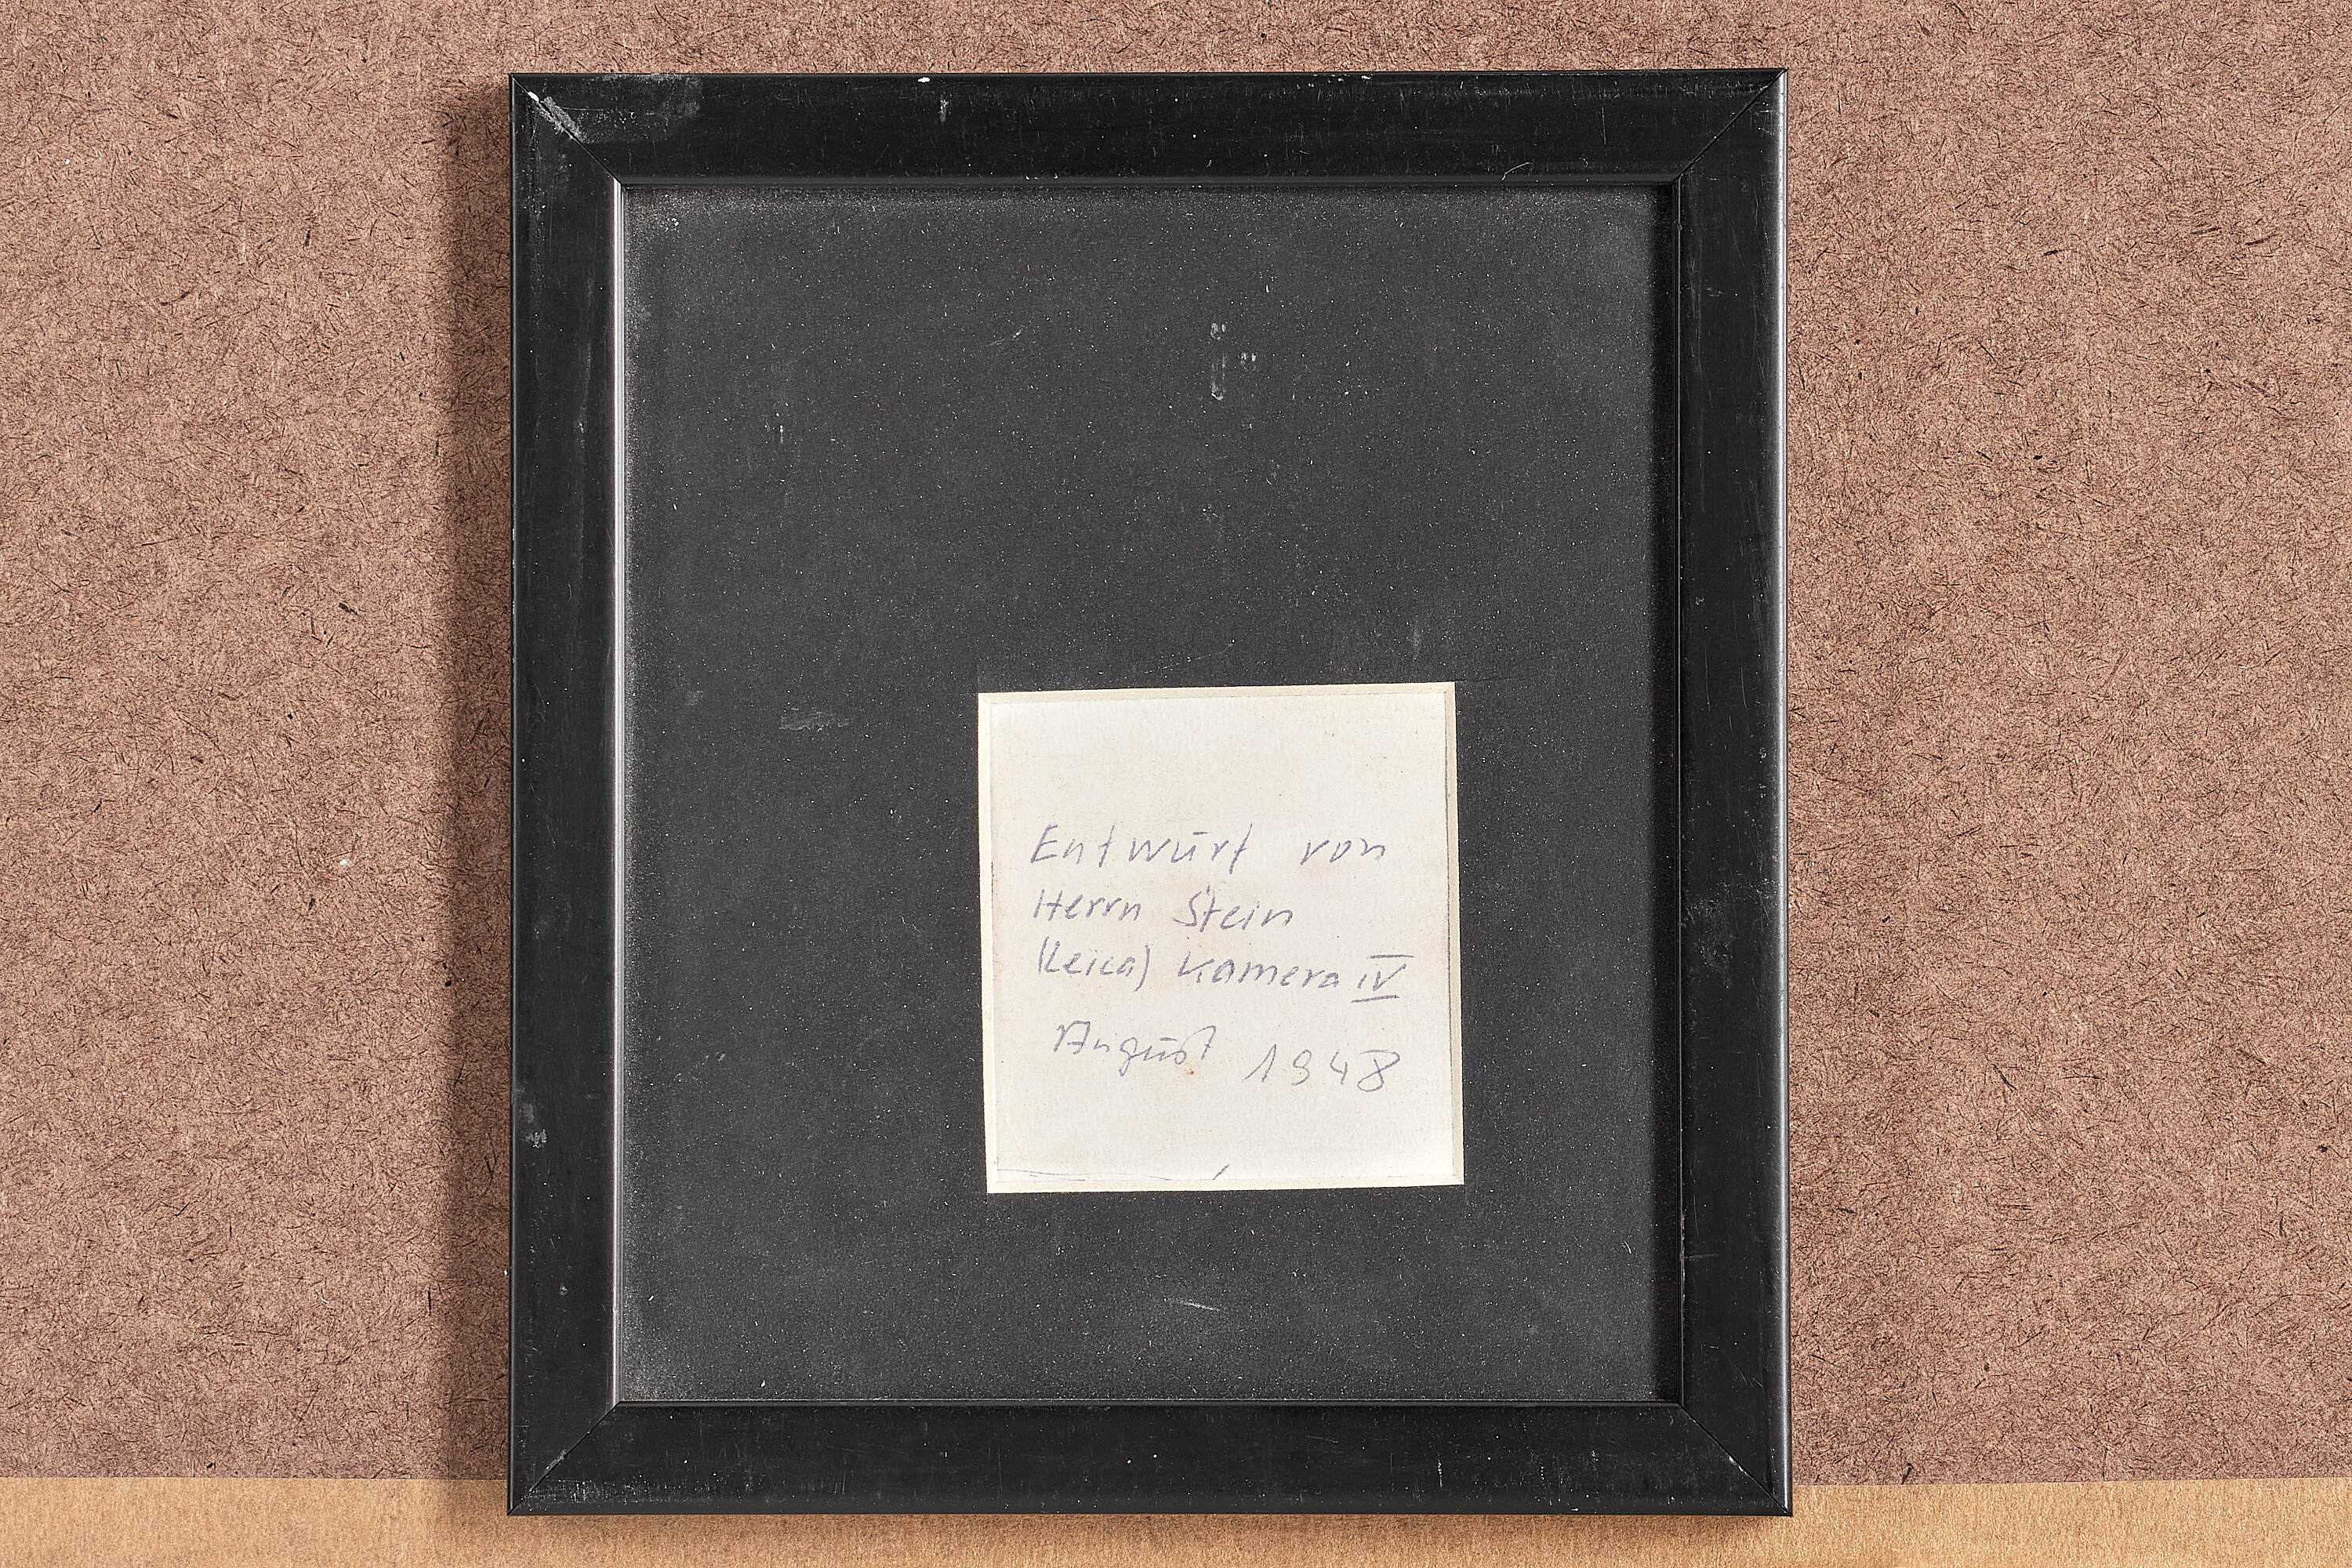 Entwurf von
Herrn Stein
(Leica) Kamera IV
August 1948